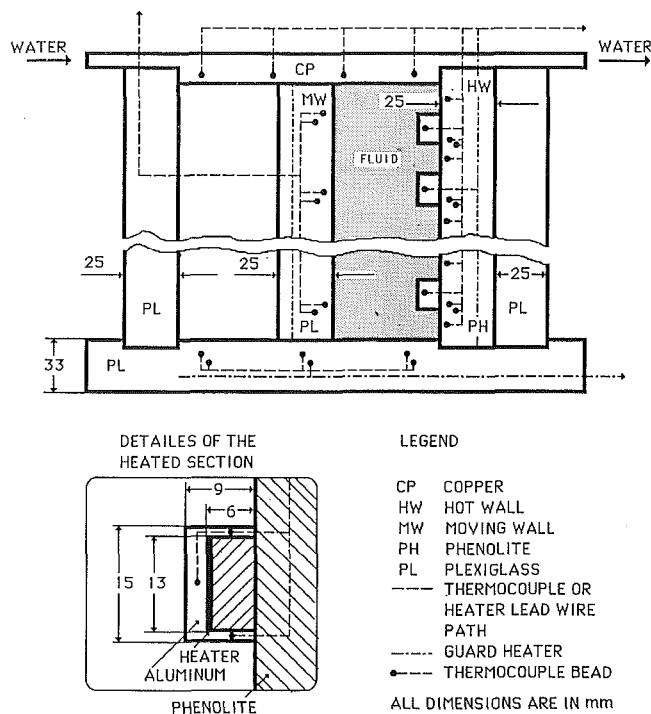 WATER
WATER
CP
MW
HW
25
FLUID
25
25
25
PL
PL
PH
PL
33
PL
DETAILES OF THE
HEATED SECTION
9
6
15
13
HEATER
ALUMINUM
PHENOLITE
LEGEND
CP COPPER
HW HOT WALL
MW MOVING WALL
PH PHENOLITE
PL PLEXIGLASS
THERMOCOUPLE OR
HEATER LEAD WIRE
PATH
GUARD HEATER
THERMOCOUPLE BEAD
ALL DIMENSIONS ARE IN mm